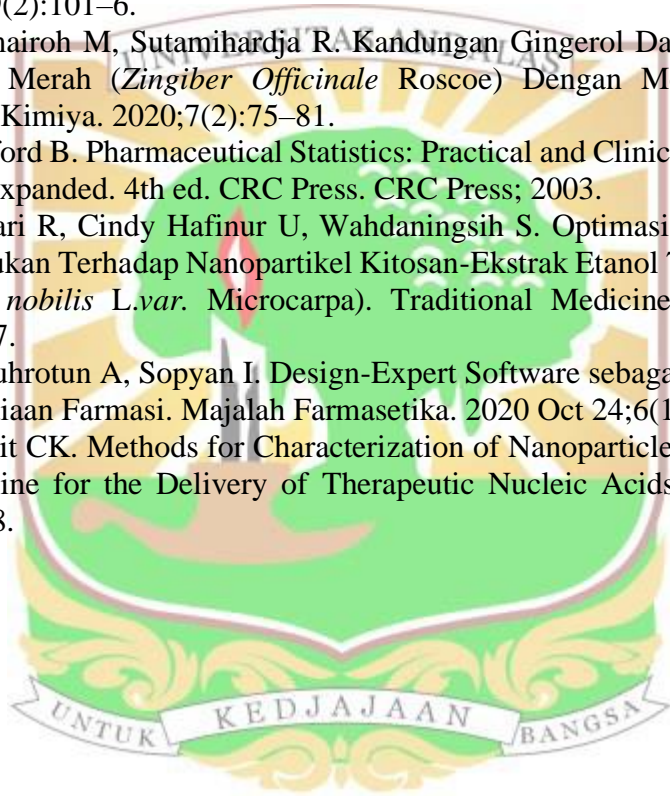 (2):101–6.
hairoh M, Sutamihardja R. Kandungan Gingerol Da
Merah (Zingiber Officinale Roscoe) Dengan M
Kimiya. 2020;7(2):75–81.
ford B. Pharmaceutical Statistics: Practical and Clinic
xpanded. 4th ed. CRC Press. CRC Press; 2003.
ari R, Cindy Hafinur U, Wahdaningsih S. Optimasi
ukan Terhadap Nanopartikel Kitosan-Ekstrak Etanol
nobilis L.var. Microcarpa). Traditional Medicine
7.
uhrotun A, Sopyan I. Design-Expert Software sebaga
iaan Farmasi. Majalah Farmasetika. 2020 Oct 24;6(1
it CK. Methods for Characterization of Nanoparticle
ine for the Delivery of Therapeutic Nucleic Acids
8.
UNIVERSITAS ANDALAS
UNTUK KEDJAJAAN BANGSA